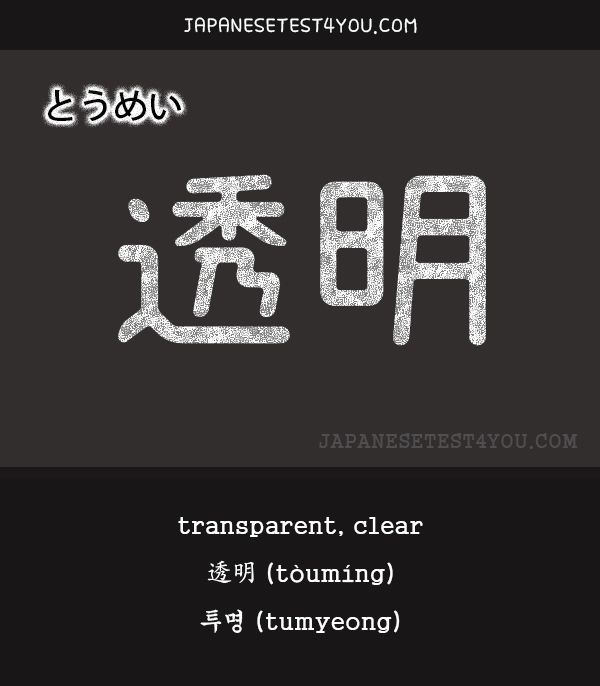 JAPANESETEST4YOU.COM
とうめい
透明
JAPANESETEST4YOU.COM
transparent, clear
透明 (tòumíng)
투명 (tumyeong)